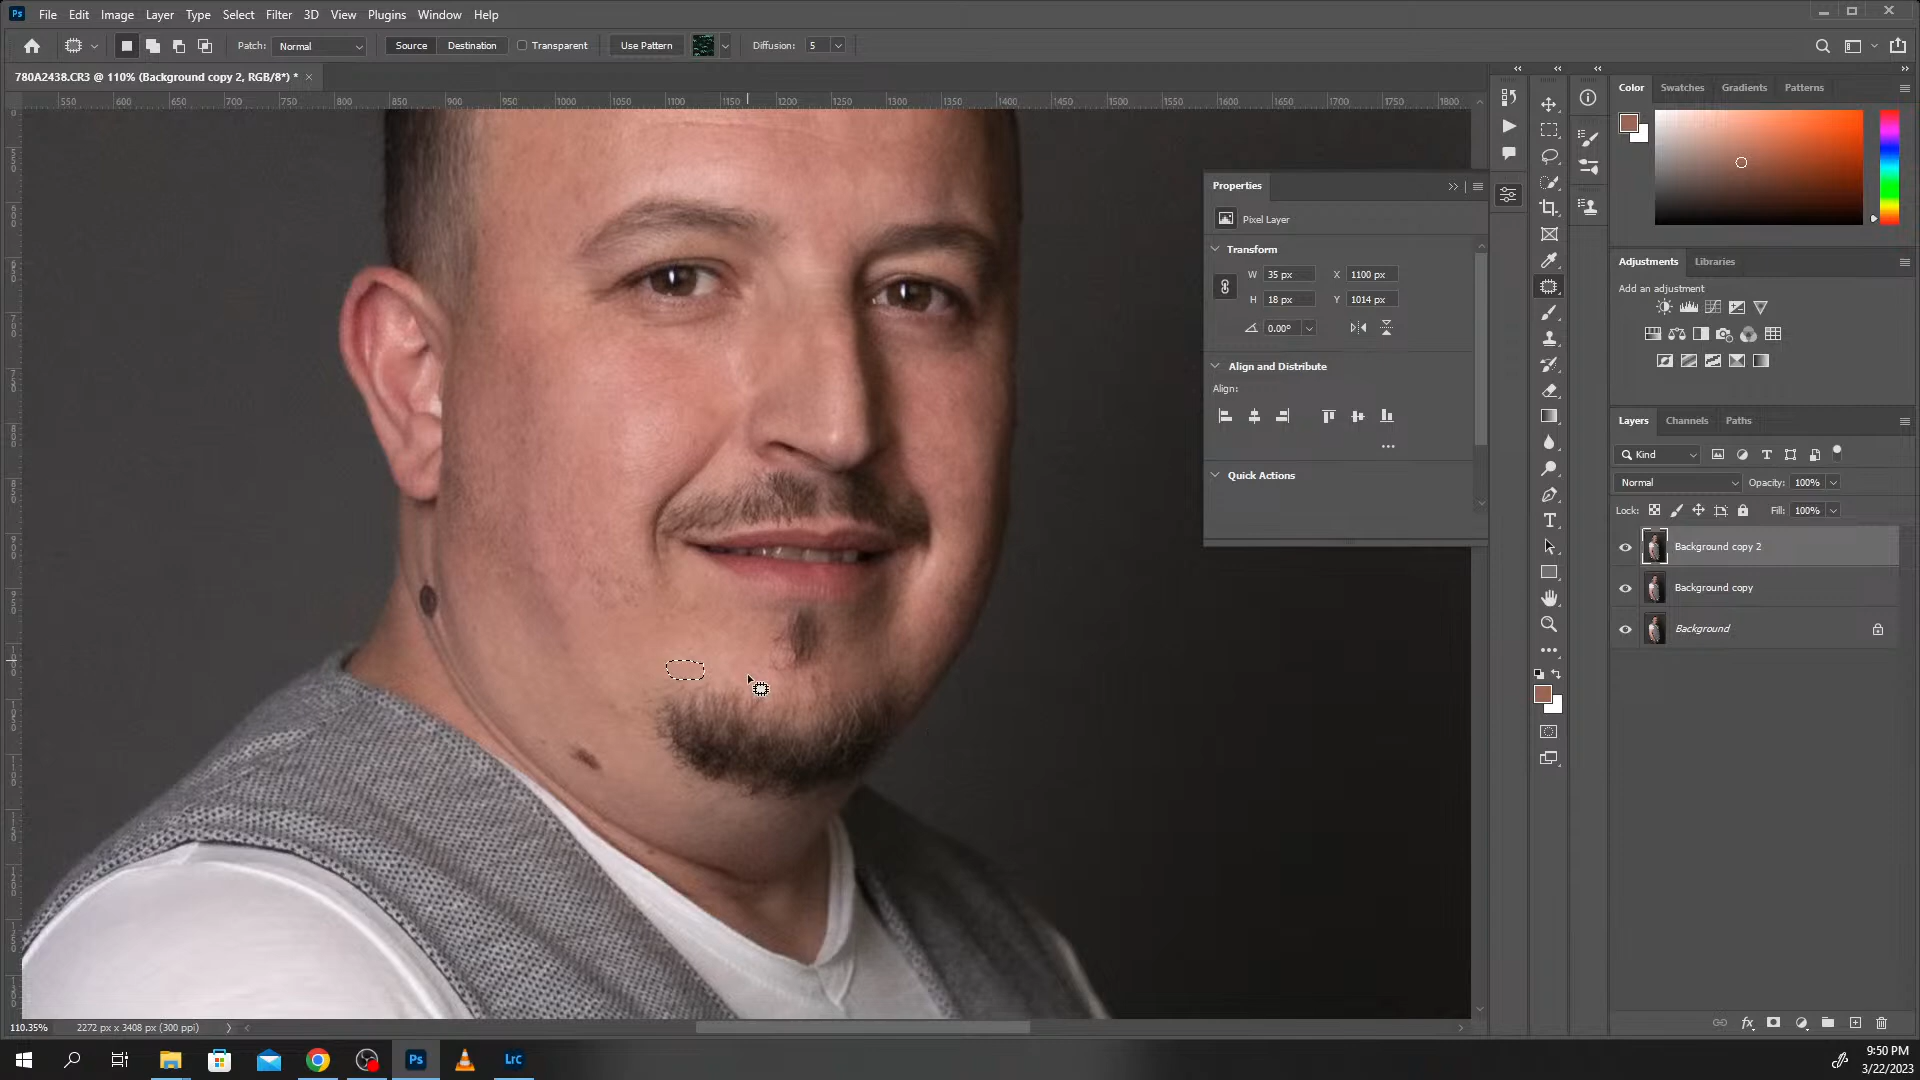 Ps File Edit Image Layer Type Select Filter 3D View Plugins Window Help
Patch: Normal Source Destination Transparent Use Pattern Diffusion: 5
780A2438.CR3 @ 110% (Background copy 2, RGB/8*) * ×
550 600 650 700 750 800 850 900 950 1000 1050 1100 1150 1200 1250 1300 1350 1400 1450 1500 1550 1600 1650 1700 1750 1800
Color Swatches Gradients Patterns
Properties
Pixel Layer
Transform
W 35 px X 1100 px
H 18 px Y 1014 px
0.00°
Align and Distribute
Align:
Quick Actions
Adjustments Libraries
Add an adjustment
Layers Channels Paths
Kind
Normal Opacity: 100%
Lock: Fill: 100%
Background copy 2
Background copy
Background
fx
110.35% 2272 px x 3408 px (300 ppi)
Ps Lrc
9:50 PM
3/22/2023